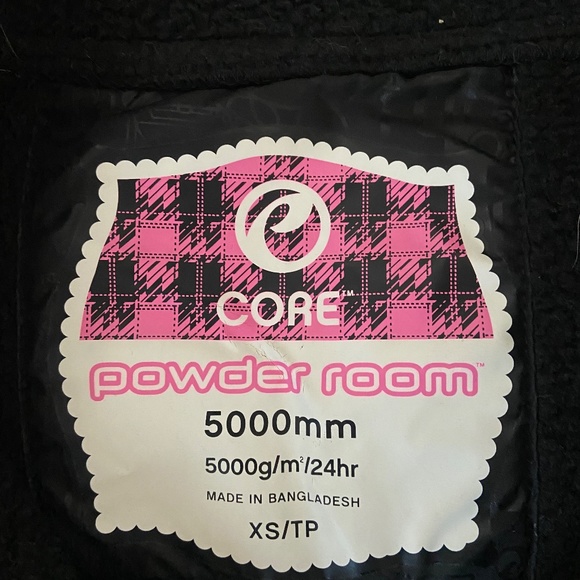 CORE™
powder room™
5000mm
5000g/m²/24hr
MADE IN BANGLADESH
XS/TP